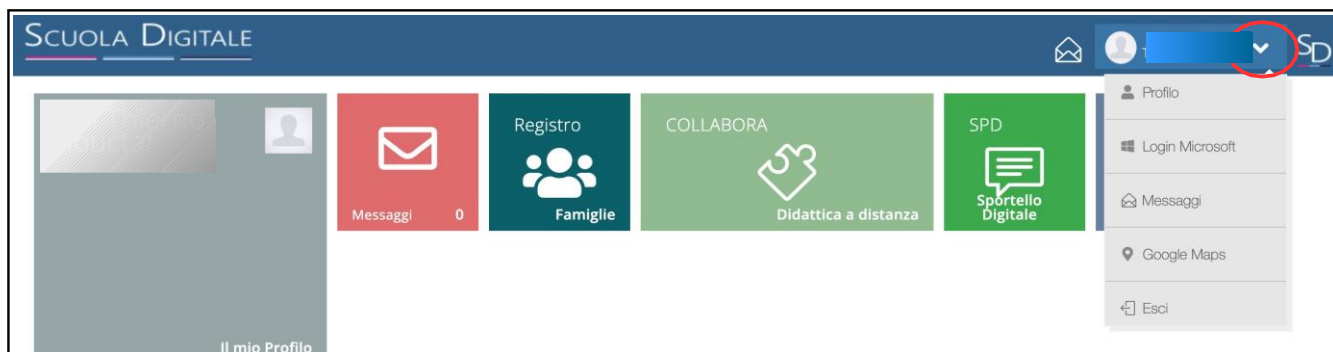 SCUOLA DIGITALE
SD
Profilo
Login Microsoft
Messaggi
Google Maps
Esci
Il mio Profilo
Messaggi 0
Registro
Famiglie
COLLABORA
Didattica a distanza
SPD
Sportello
Digitale